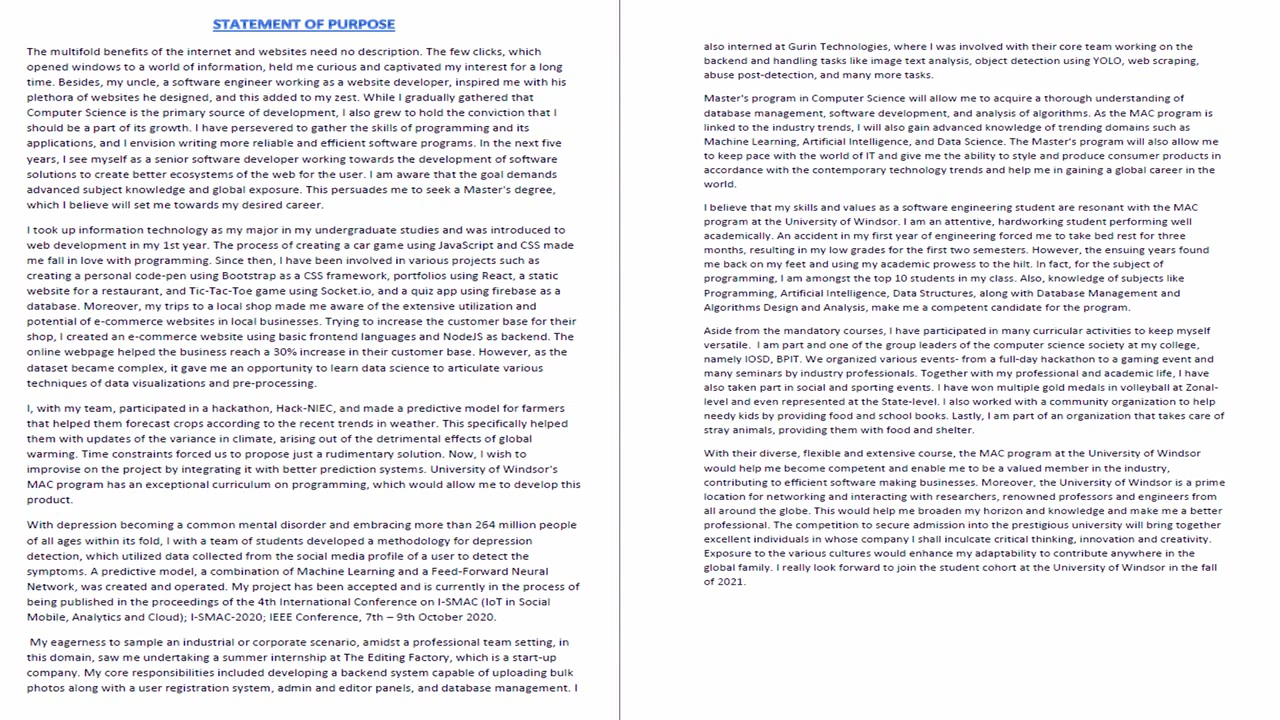 STATEMENT OF PURPOSE
The multifold benefits of the internet and websites need no description. The few clicks, which
opened windows to a world of information, held me curious and captivated my interest for a long
time. Besides, my uncle, a software engineer working as a website developer, inspired me with his
plethora of websites he designed, and this added to my zest. While I gradually gathered that
Computer Science is the primary source of development, I also grew to hold the conviction that I
should be a part of its growth. I have persevered to gather the skills of programming and its
applications, and I envision writing more reliable and efficient software programs. In the next five
years, I see myself as a senior software developer working towards the development of software
solutions to create better ecosystems of the web for the user. I am aware that the goal demands
advanced subject knowledge and global exposure. This persuades me to seek a Master's degree,
which I believe will set me towards my desired career.
I took up information technology as my major in my undergraduate studies and was introduced to
web development in my 1st year. The process of creating a car game using JavaScript and CSS made
me fall in love with programming. Since then, I have been involved in various projects such as
creating a personal code-pen using Bootstrap as a CSS framework, portfolios using React, a static
website for a restaurant, and Tic-Tac-Toe game using Socket.io, and a quiz app using firebase as a
database. Moreover, my trips to a local shop made me aware of the extensive utilization and
potential of e-commerce websites in local businesses. Trying to increase the customer base for their
shop, I created an e-commerce website using basic frontend languages and NodeJS as backend. The
online webpage helped the business reach a 30% increase in their customer base. However, as the
dataset became complex, it gave me an opportunity to learn data science to articulate various
techniques of data visualizations and pre-processing.
I, with my team, participated in a hackathon, Hack-NIEC, and made a predictive model for farmers
that helped them forecast crops according to the recent trends in weather. This specifically helped
them with updates of the variance in climate, arising out of the detrimental effects of global
warming. Time constraints forced us to propose just a rudimentary solution. Now, I wish to
improvise on the project by integrating it with better prediction systems. University of Windsor's
MAC program has an exceptional curriculum on programming, which would allow me to develop this
product.
With depression becoming a common mental disorder and embracing more than 264 million people
of all ages within its fold, I with a team of students developed a methodology for depression
detection, which utilized data collected from the social media profile of a user to detect the
symptoms. A predictive model, a combination of Machine Learning and a Feed-Forward Neural
Network, was created and operated. My project has been accepted and is currently in the process of
being published in the proceedings of the 4th International Conference on I-SMAC (IoT in Social
Mobile, Analytics and Cloud); I-SMAC-2020; IEEE Conference, 7th – 9th October 2020.
My eagerness to sample an industrial or corporate scenario, amidst a professional team setting, in
this domain, saw me undertaking a summer internship at The Editing Factory, which is a start-up
company. My core responsibilities included developing a backend system capable of uploading bulk
photos along with a user registration system, admin and editor panels, and database management. I
also interned at Gurin Technologies, where I was involved with their core team working on the
backend and handling tasks like image text analysis, object detection using YOLO, web scraping,
abuse post-detection, and many more tasks.
Master's program in Computer Science will allow me to acquire a thorough understanding of
database management, software development, and analysis of algorithms. As the MAC program is
linked to the industry trends, I will also gain advanced knowledge of trending domains such as
Machine Learning, Artificial Intelligence, and Data Science. The Master's program will also allow me
to keep pace with the world of IT and give me the ability to style and produce consumer products in
accordance with the contemporary technology trends and help me in gaining a global career in the
world.
I believe that my skills and values as a software engineering student are resonant with the MAC
program at the University of Windsor. I am an attentive, hardworking student performing well
academically. An accident in my first year of engineering forced me to take bed rest for three
months, resulting in my low grades for the first two semesters. However, the ensuing years found
me back on my feet and using my academic prowess to the hilt. In fact, for the subject of
programming, I am amongst the top 10 students in my class. Also, knowledge of subjects like
Programming, Artificial Intelligence, Data Structures, along with Database Management and
Algorithms Design and Analysis, make me a competent candidate for the program.
Aside from the mandatory courses, I have participated in many curricular activities to keep myself
versatile. I am part and one of the group leaders of the computer science society at my college,
namely IOSD, BPIT. We organized various events- from a full-day hackathon to a gaming event and
many seminars by industry professionals. Together with my professional and academic life, I have
also taken part in social and sporting events. I have won multiple gold medals in volleyball at Zonal-
level and even represented at the State-level. I also worked with a community organization to help
needy kids by providing food and school books. Lastly, I am part of an organization that takes care of
stray animals, providing them with food and shelter.
With their diverse, flexible and extensive course, the MAC program at the University of Windsor
would help me become competent and enable me to be a valued member in the industry,
contributing to efficient software making businesses. Moreover, the University of Windsor is a prime
location for networking and interacting with researchers, renowned professors and engineers from
all around the globe. This would help me broaden my horizon and knowledge and make me a better
professional. The competition to secure admission into the prestigious university will bring together
excellent individuals in whose company I shall inculcate critical thinking, innovation and creativity.
Exposure to the various cultures would enhance my adaptability to contribute anywhere in the
global family. I really look forward to join the student cohort at the University of Windsor in the fall
of 2021.